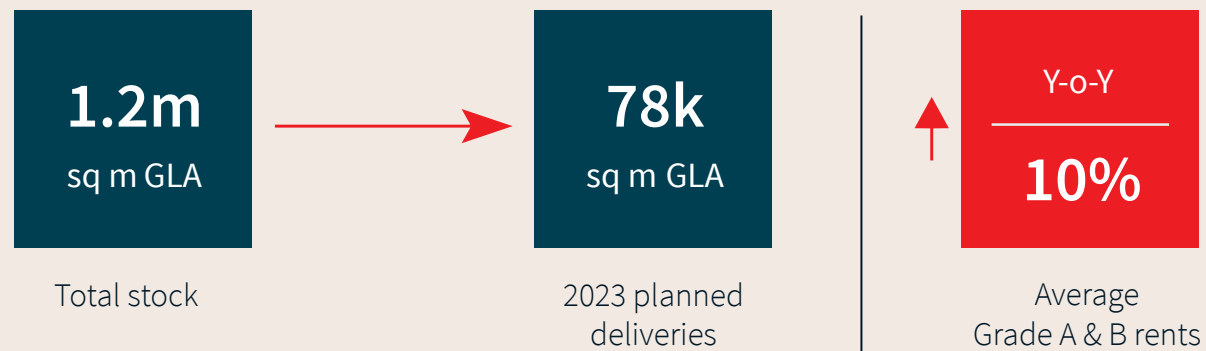 1.2m
sq m GLA
Total stock
78k
sq m GLA
2023 planned
deliveries
Y-o-Y
10%
Average
Grade A & B rents